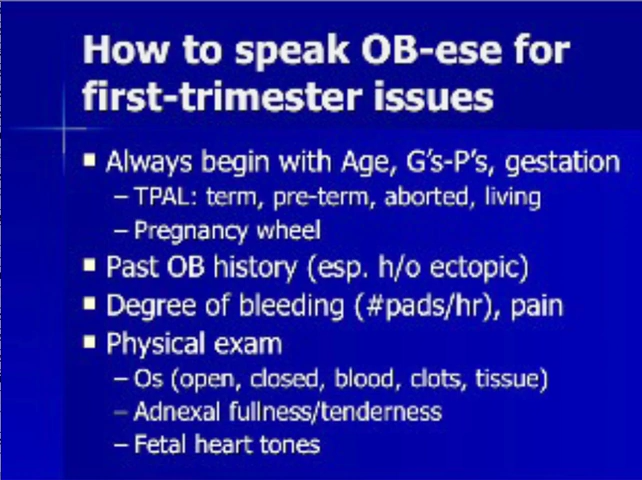 How to speak OB-ese for
first-trimester issues
■ Always begin with Age, G's-P's, gestation
– TPAL: term, pre-term, aborted, living
– Pregnancy wheel
■ Past OB history (esp. h/o ectopic)
■ Degree of bleeding (#pads/hr), pain
■ Physical exam
– Os (open, closed, blood, clots, tissue)
– Adnexal fullness/tenderness
– Fetal heart tones